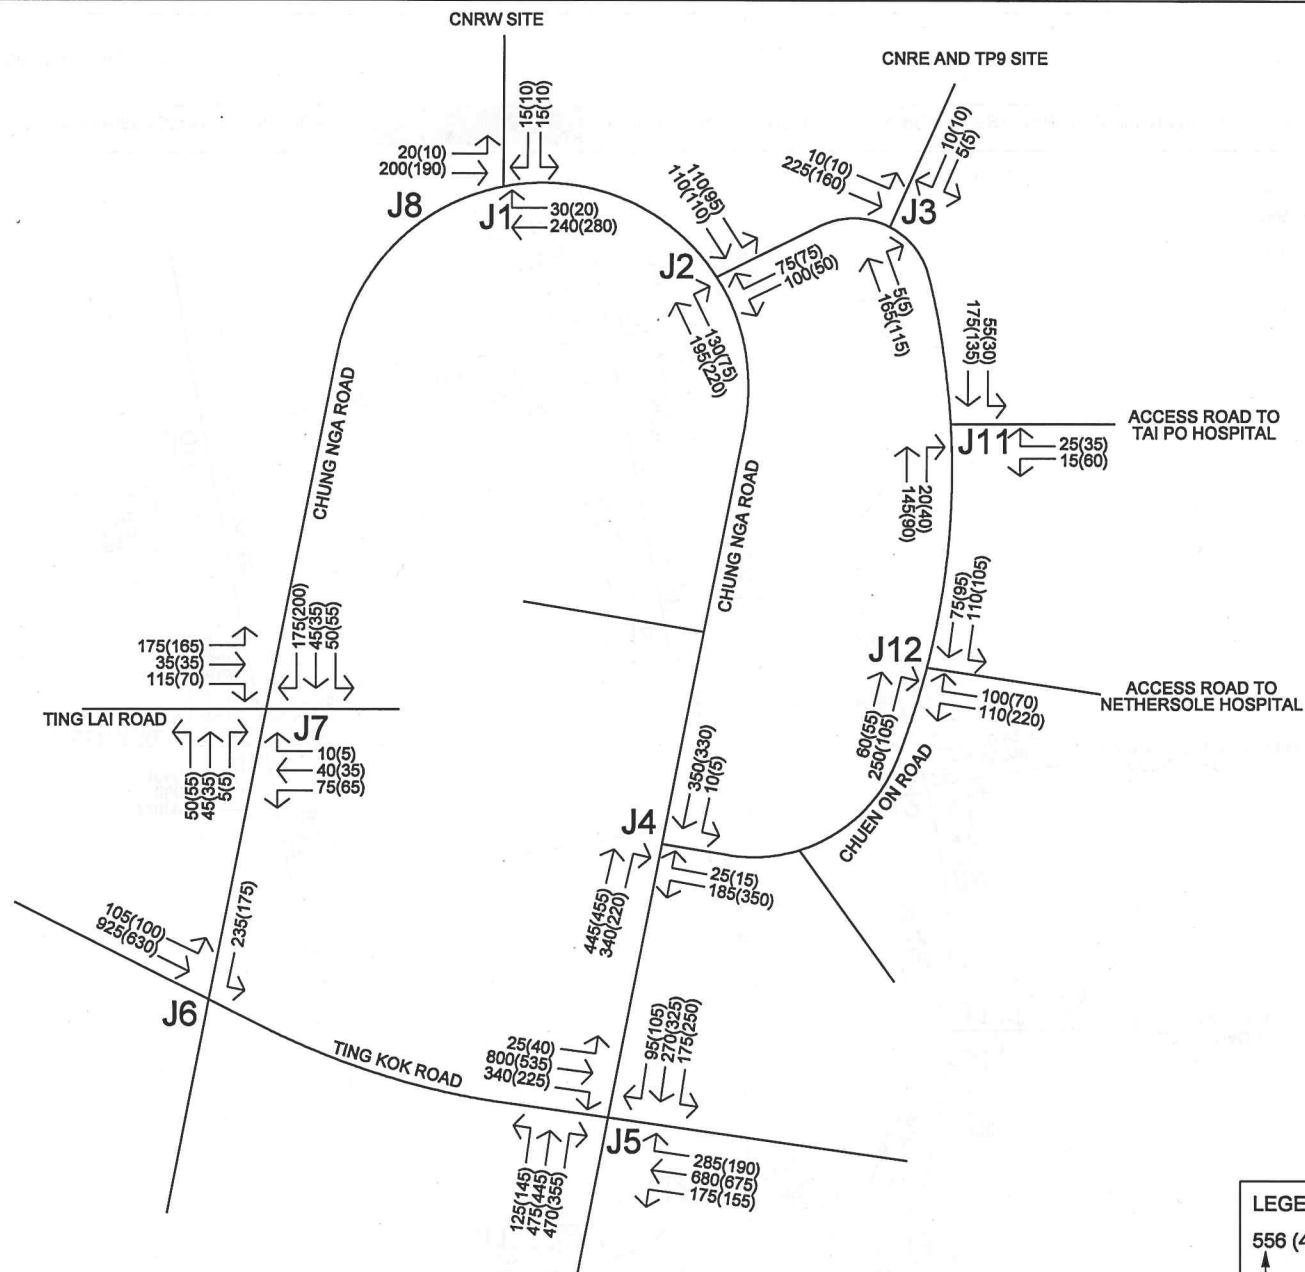 CNRW SITE
CNRE AND TP9 SITE
15(10)
15(10)
20(10)
200(190)
J8
J1
30(20)
240(280)
110(95)
110(110)
J2
75(75)
100(50)
130(75)
195(220)
10(10)
225(160)
10(10)
5(5)
J3
5(5)
165(115)
55(30)
175(135)
ACCESS ROAD TO
TAI PO HOSPITAL
J11
25(35)
15(60)
20(40)
145(90)
CHUNG NGA ROAD
CHUNG NGA ROAD
75(95)
110(105)
J12
ACCESS ROAD TO
NETHERSOLE HOSPITAL
100(70)
110(220)
60(55)
250(105)
CHUEN ON ROAD
175(200)
45(35)
50(55)
175(165)
35(35)
115(70)
TING LAI ROAD
J7
10(5)
40(35)
75(65)
50(55)
45(35)
5(5)
350(330)
10(5)
J4
25(15)
185(350)
445(455)
340(220)
105(100)
925(630)
235(175)
J6
TING KOK ROAD
25(40)
800(535)
340(225)
95(105)
270(325)
175(250)
J5
285(190)
680(675)
175(155)
125(145)
475(445)
470(355)
LEGE
556 (4